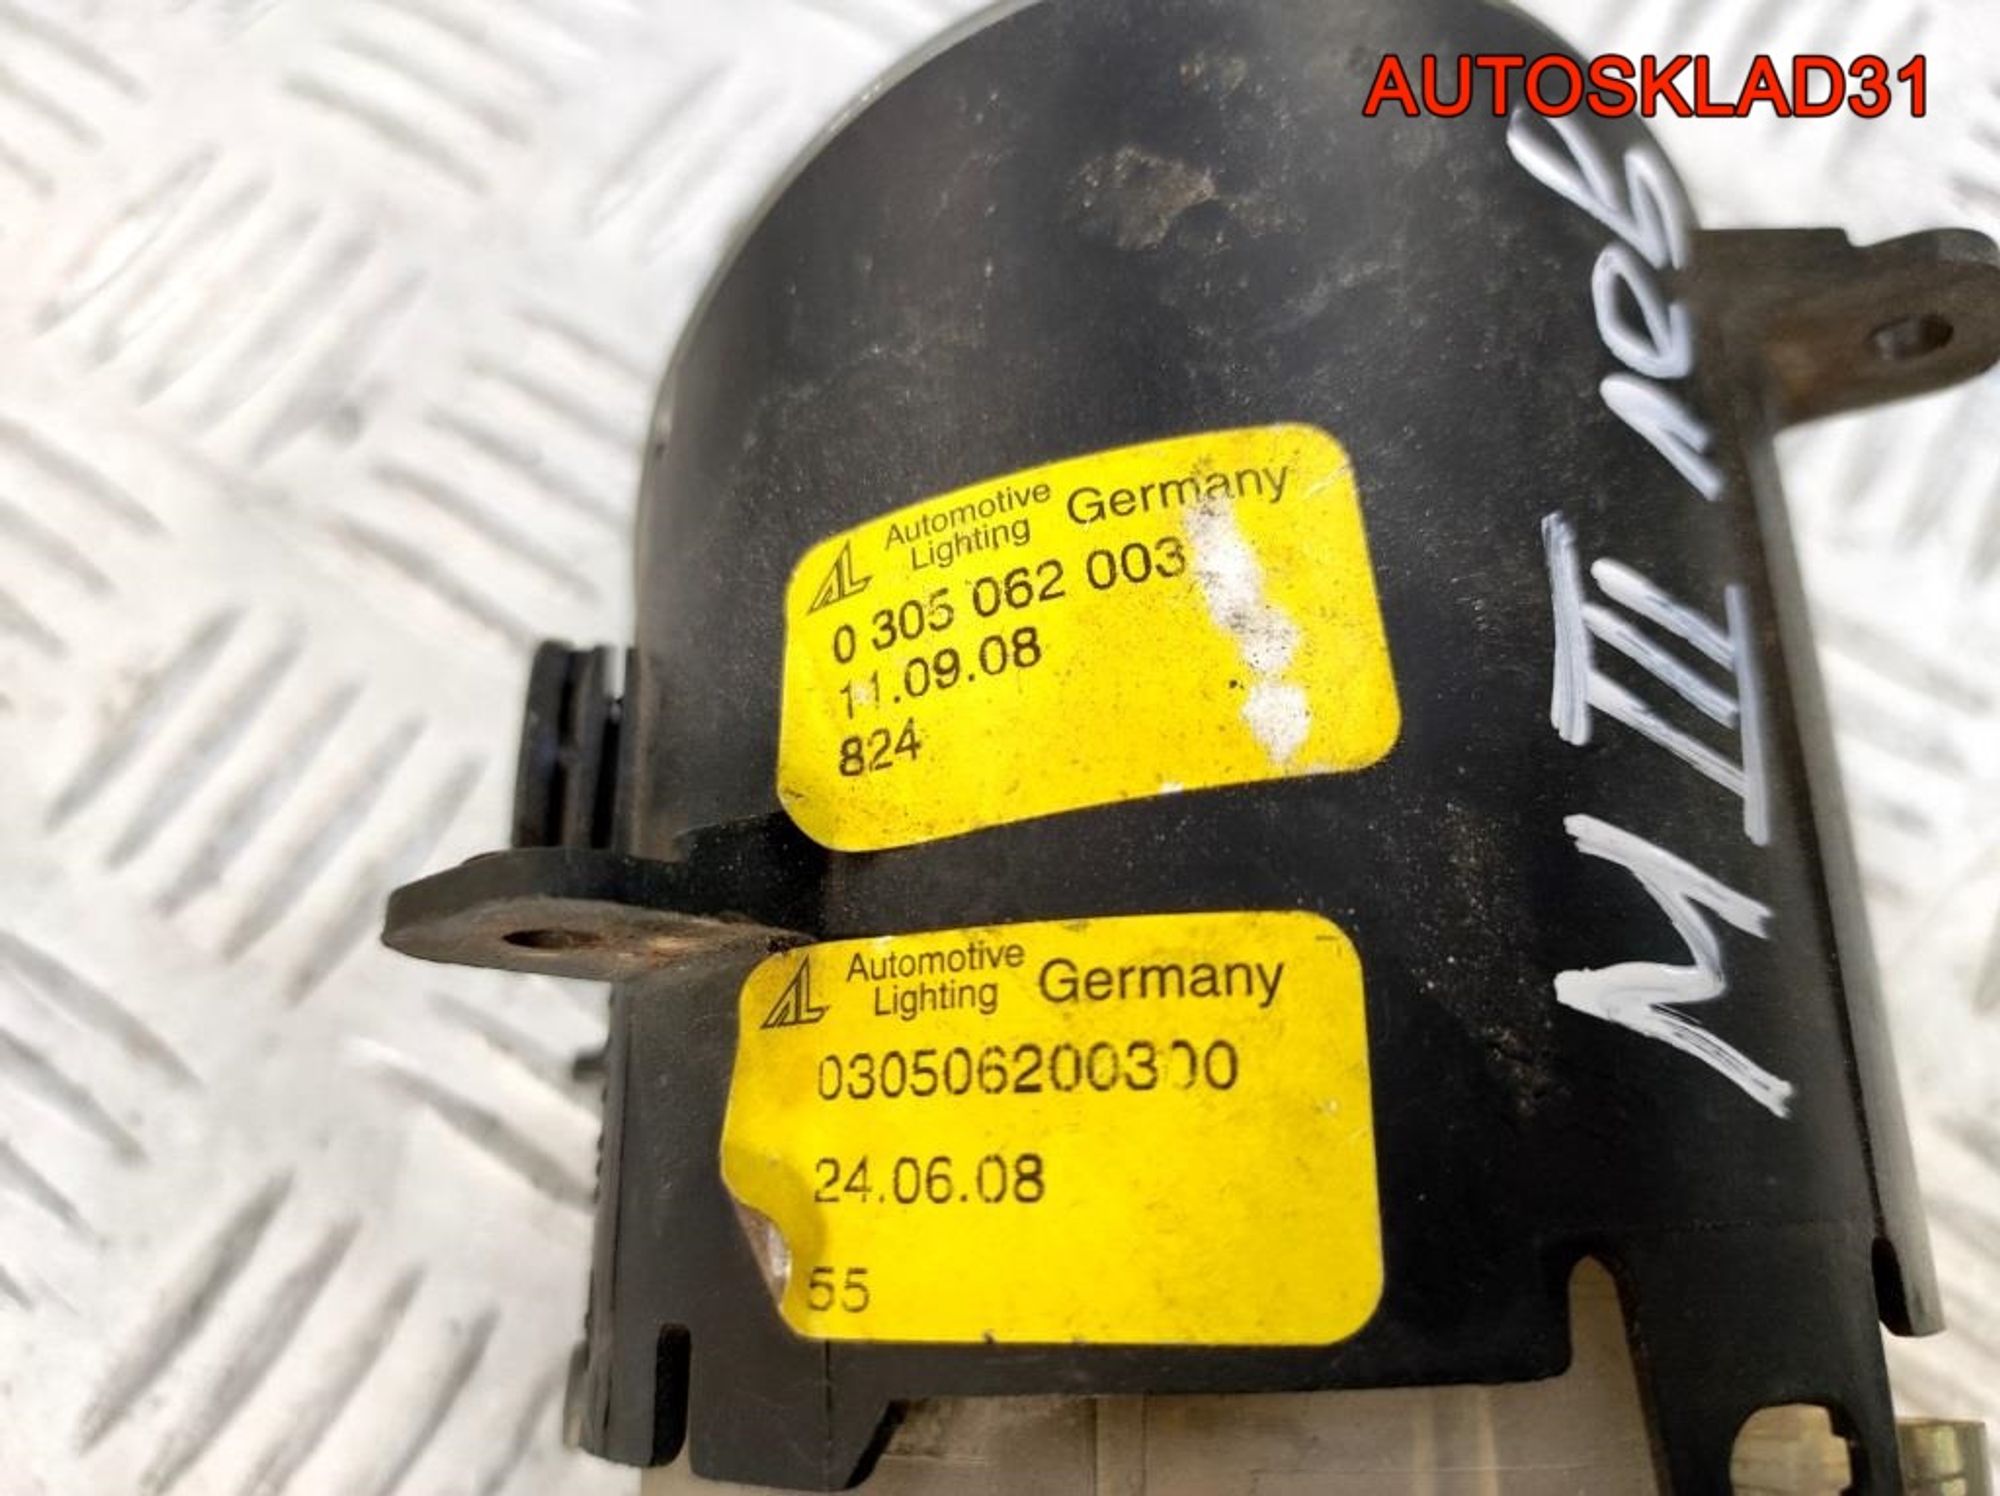 AUTOSKLAD31
Automotive
Lighting Germany
0 305 062 003
11.09.08
824
Automotive
Lighting Germany
030506200300
24.06.08
55
M III